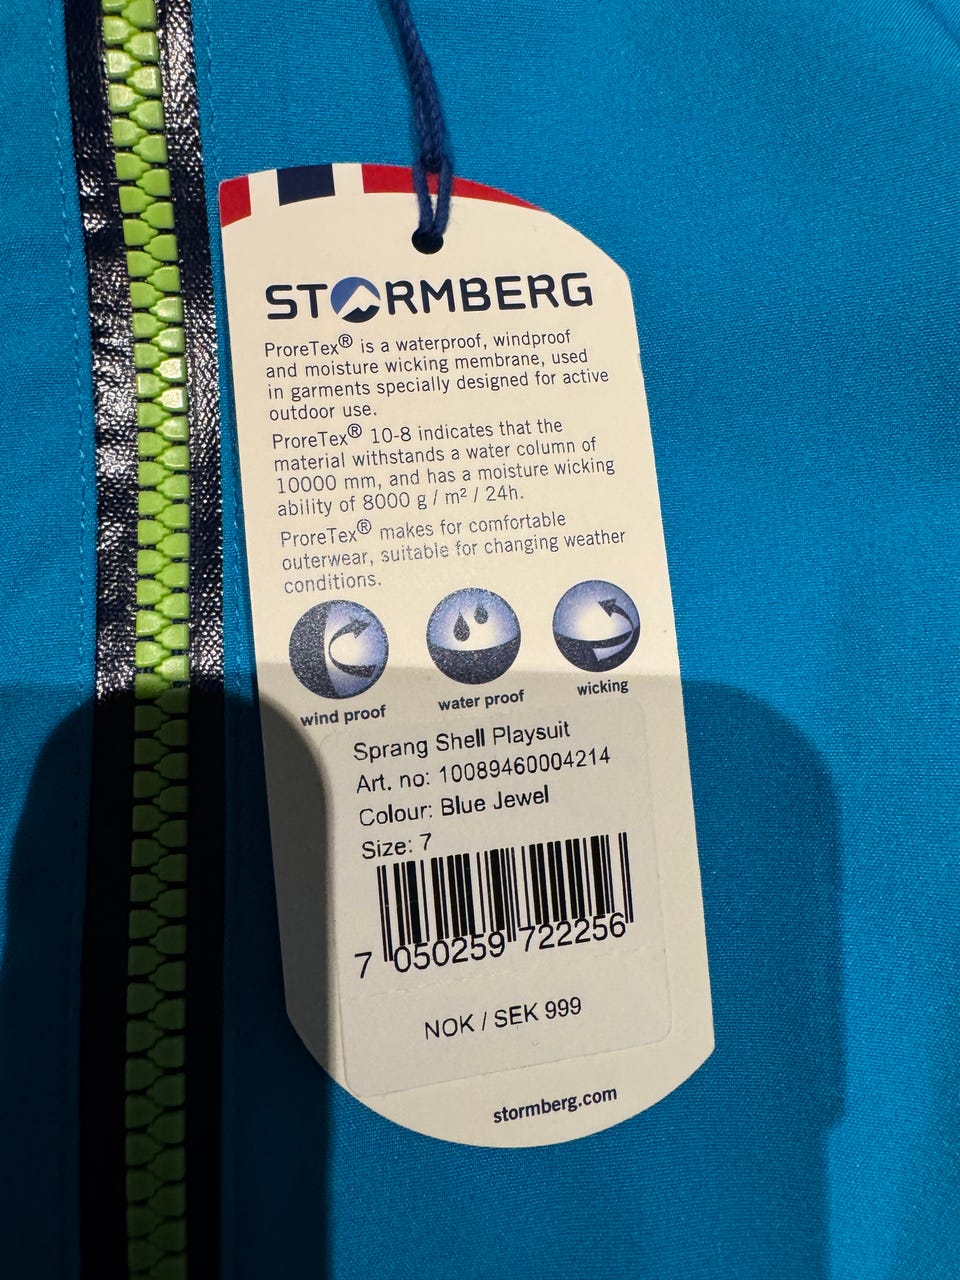 STORMBERG
ProreTex® is a waterproof, windproof
and moisture wicking membrane, used
in garments specially designed for active
outdoor use.
ProreTex® 10-8 indicates that the
material withstands a water column of
10000 mm, and has a moisture wicking
ability of 8000 g / m² / 24h.
ProreTex® makes for comfortable
outerwear, suitable for changing weather
conditions.
wind proof water proof wicking
Sprang Shell Playsuit
Art. no: 10089460004214
Colour: Blue Jewel
Size: 7
7 050259 722256
NOK / SEK 999
stormberg.com